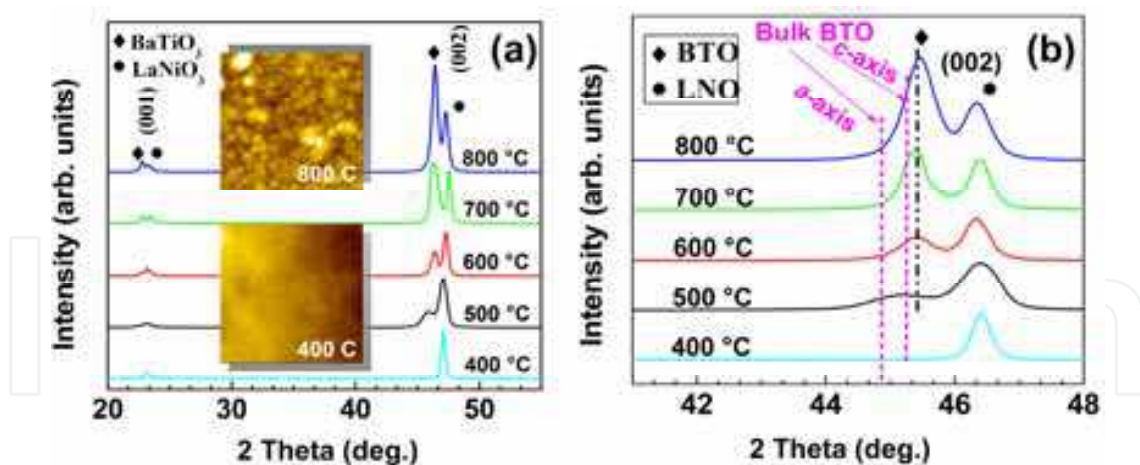 (a)
◆ BaTiO3
● LaNiO3
(001)
(002)
800 C
400 C
800 °C
700 °C
600 °C
500 °C
400 °C
Intensity (arb. units)
20 30 40 50
2 Theta (deg.)
(b)
Bulk BTO
c-axis
a-axis
◆ BTO
● LNO
(002)
800 °C
700 °C
600 °C
500 °C
400 °C
Intensity (arb. units)
42 44 46 48
2 Theta (deg.)